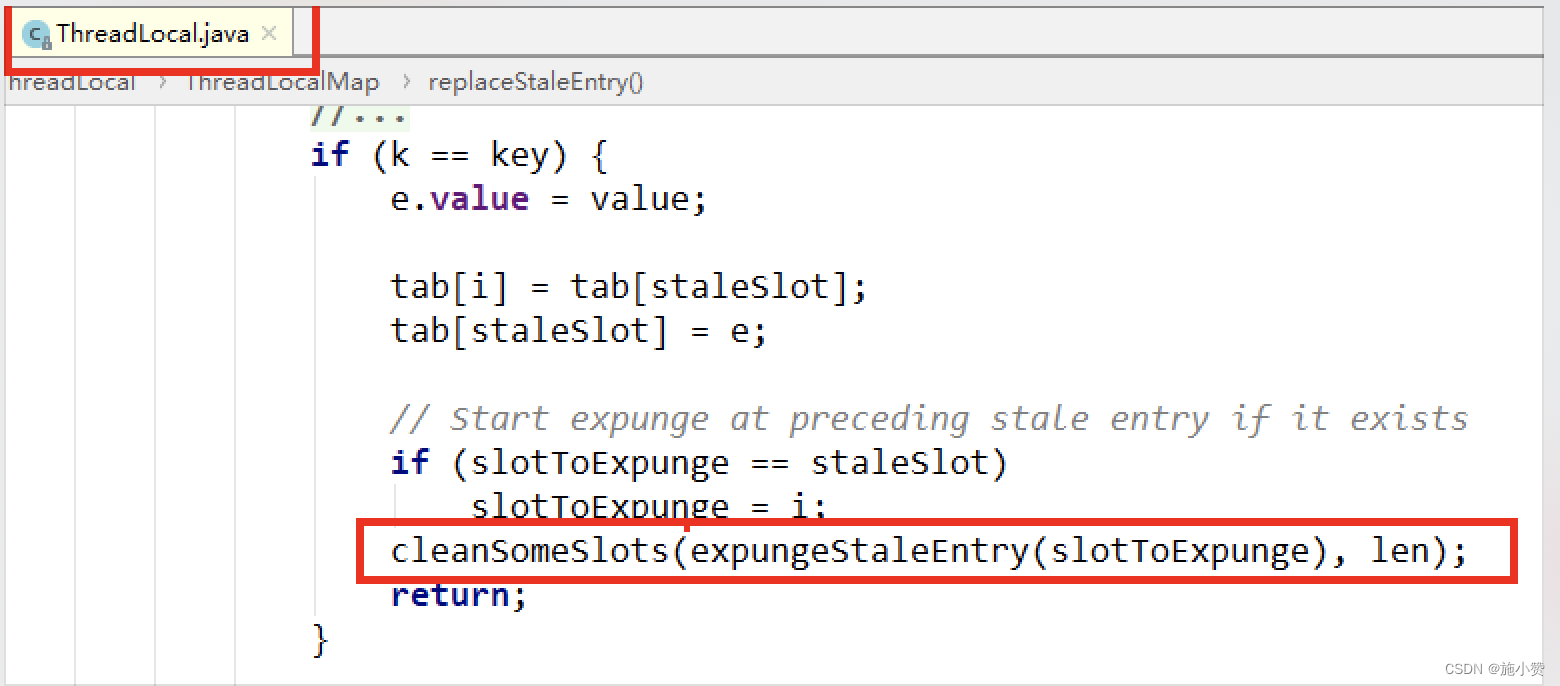 ThreadLocal.java
hreadLocal > ThreadLocalMap > replaceStaleEntry()
//...
if (k == key) {
e.value = value;
tab[i] = tab[staleSlot];
tab[staleSlot] = e;
// Start expunge at preceding stale entry if it exists
if (slotToExpunge == staleSlot)
slotToExpunge = i;
cleanSomeSlots(expungeStaleEntry(slotToExpunge), len);
return;
}
CSDN @施小赞